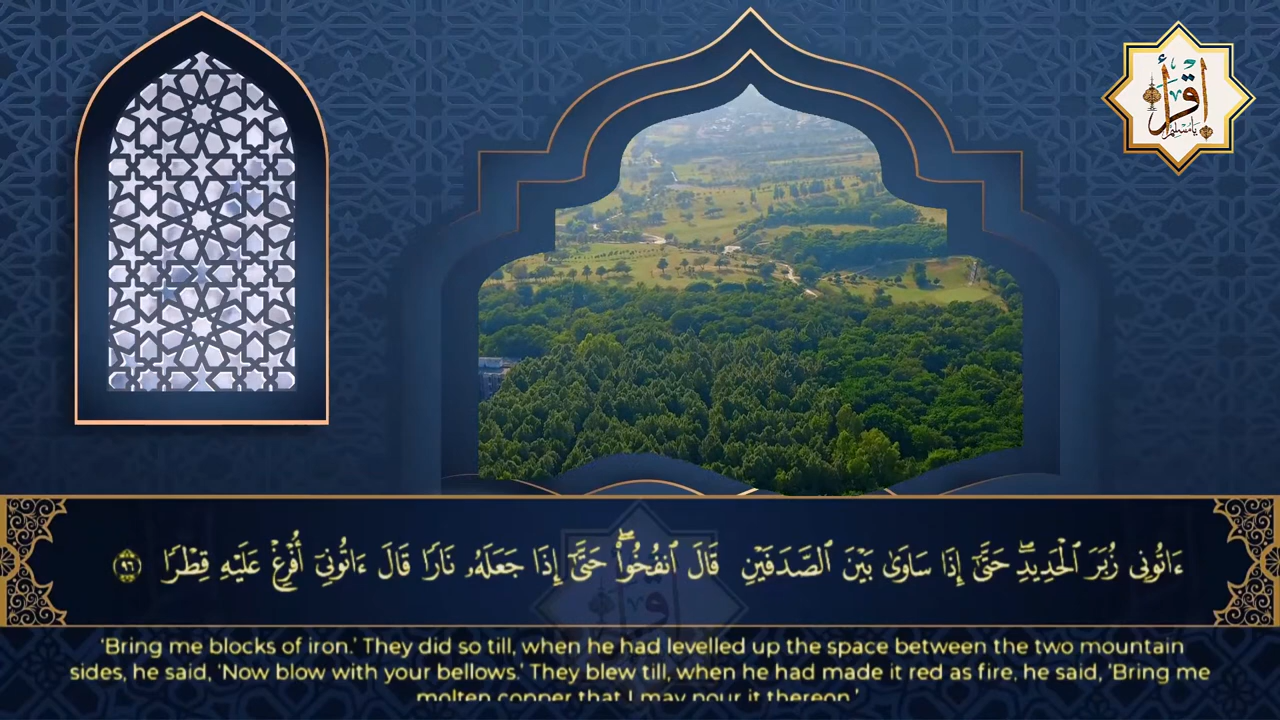 اقرأ
يا مسلم
ءَاتُونِى زُبَرَ ٱلْحَدِيدِ ۖ حَتَّىٰٓ إِذَا سَاوَىٰ بَيْنَ ٱلصَّدَفَيْنِ قَالَ ٱنفُخُوا۟ ۖ حَتَّىٰٓ إِذَا جَعَلَهُۥ نَارًا قَالَ ءَاتُونِىٓ أُفْرِغْ عَلَيْهِ قِطْرًا ٩٦
‘Bring me blocks of iron.’ They did so till, when he had levelled up the space between the two mountain
sides, he said, ‘Now blow with your bellows.’ They blew till, when he had made it red as fire, he said, ‘Bring me
molten copper that I may pour it thereon.’